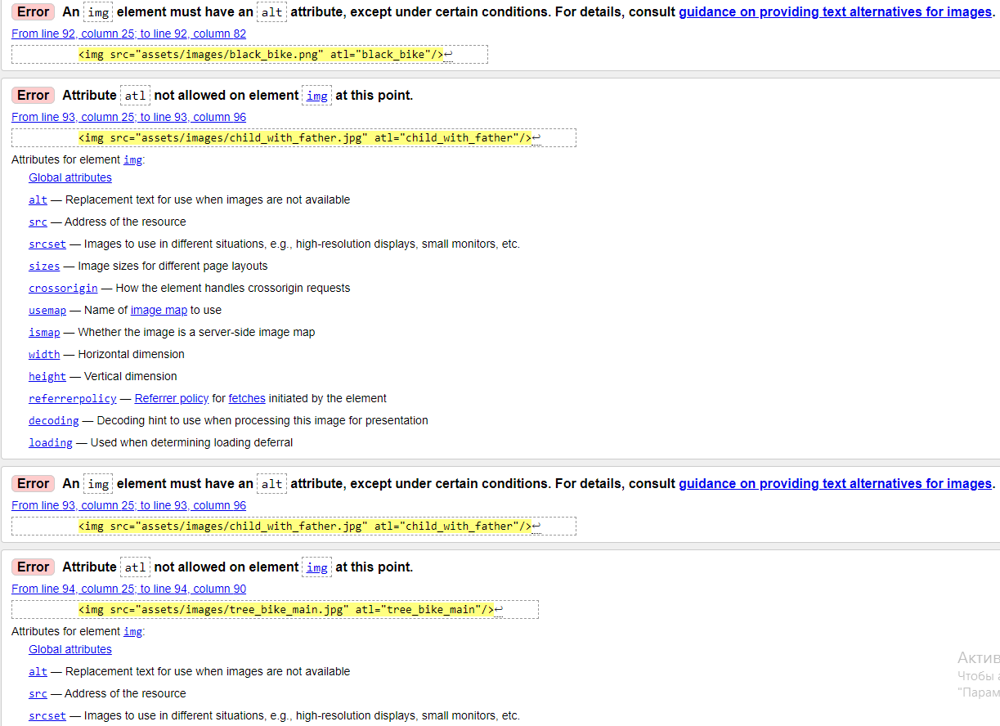 Error An img element must have an alt attribute, except under certain conditions. For details, consult guidance on providing text alternatives for images.
From line 92, column 25; to line 92, column 82
<img src="assets/images/black_bike.png" atl="black_bike"/>↩
Error Attribute atl not allowed on element img at this point.
From line 93, column 25; to line 93, column 96
<img src="assets/images/child_with_father.jpg" atl="child_with_father"/>↩
Attributes for element img:
Global attributes
alt — Replacement text for use when images are not available
src — Address of the resource
srcset — Images to use in different situations, e.g., high-resolution displays, small monitors, etc.
sizes — Image sizes for different page layouts
crossorigin — How the element handles crossorigin requests
usemap — Name of image map to use
ismap — Whether the image is a server-side image map
width — Horizontal dimension
height — Vertical dimension
referrerpolicy — Referrer policy for fetches initiated by the element
decoding — Decoding hint to use when processing this image for presentation
loading — Used when determining loading deferral
Error An img element must have an alt attribute, except under certain conditions. For details, consult guidance on providing text alternatives for images.
From line 93, column 25; to line 93, column 96
<img src="assets/images/child_with_father.jpg" atl="child_with_father"/>↩
Error Attribute atl not allowed on element img at this point.
From line 94, column 25; to line 94, column 90
<img src="assets/images/tree_bike_main.jpg" atl="tree_bike_main"/>↩
Attributes for element img:
Global attributes
alt — Replacement text for use when images are not available
src — Address of the resource
srcset — Images to use in different situations, e.g., high-resolution displays, small monitors, etc.
Актив
Чтобы а
"Парам